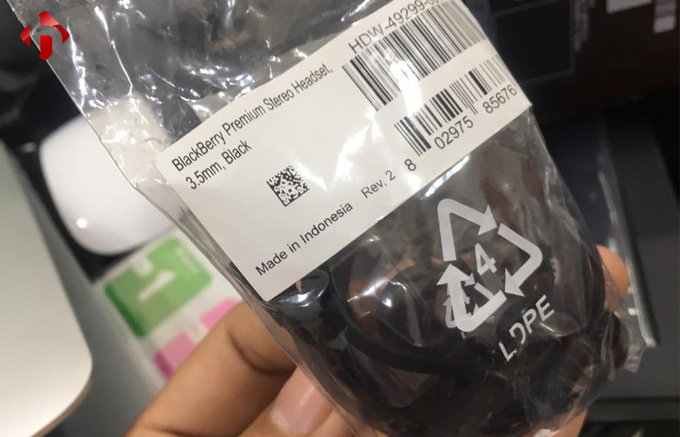 HDW-49299-
BlackBerry Premium Stereo Headset,
3.5mm, Black
8 02975 85676
Made in Indonesia Rev. 2
4
LDPE
1